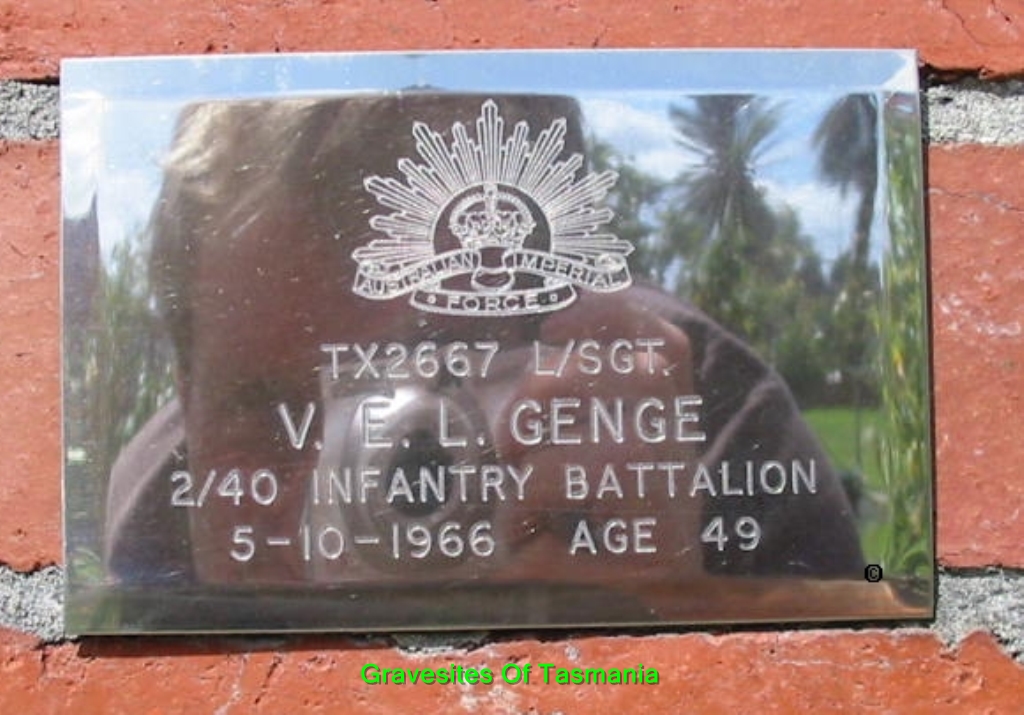 AUSTRALIAN IMPERIAL
FORCE
TX2667 L/SGT.
V. E. L. GENGE
2/40 INFANTRY BATTALION
5-10-1966 AGE 49
©
Gravesites Of Tasmania